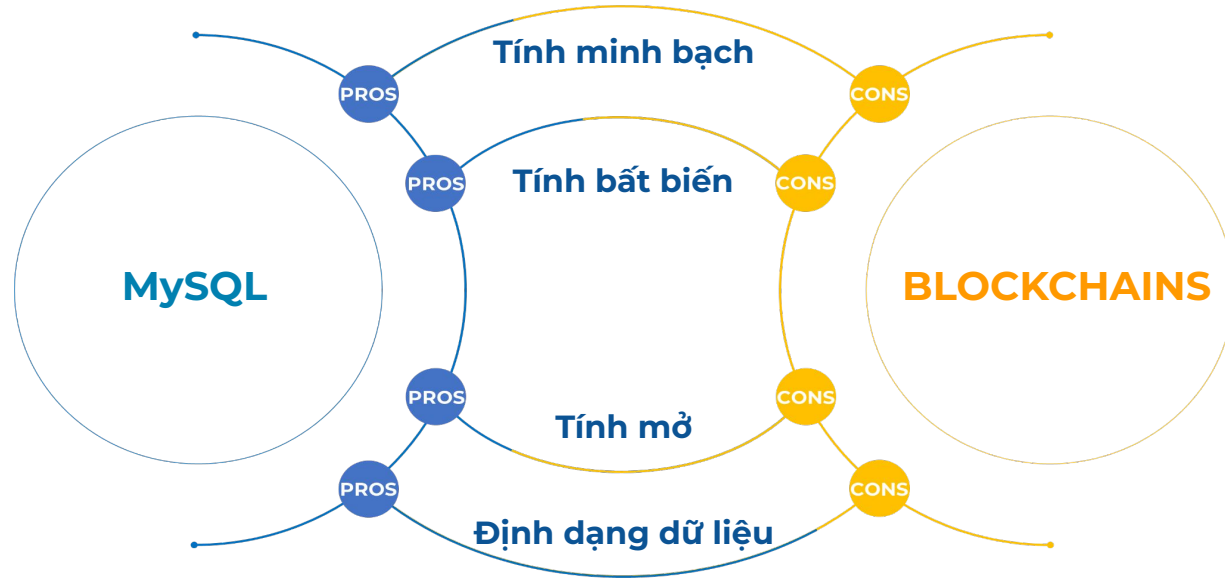 Tính minh bạch
PROS
CONS
PROS
Tính bất biến
CONS
MySQL
BLOCKCHAINS
PROS
CONS
Tính mở
PROS
CONS
Định dạng dữ liệu